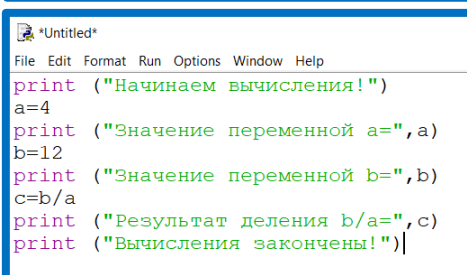 *Untitled*
File Edit Format Run Options Window Help
print ("Начинаем вычисления!")
a=4
print ("Значение переменной a=",a)
b=12
print ("Значение переменной b=",b)
c=b/a
print ("Результат деления b/a=",c)
print ("Вычисления закончены!")